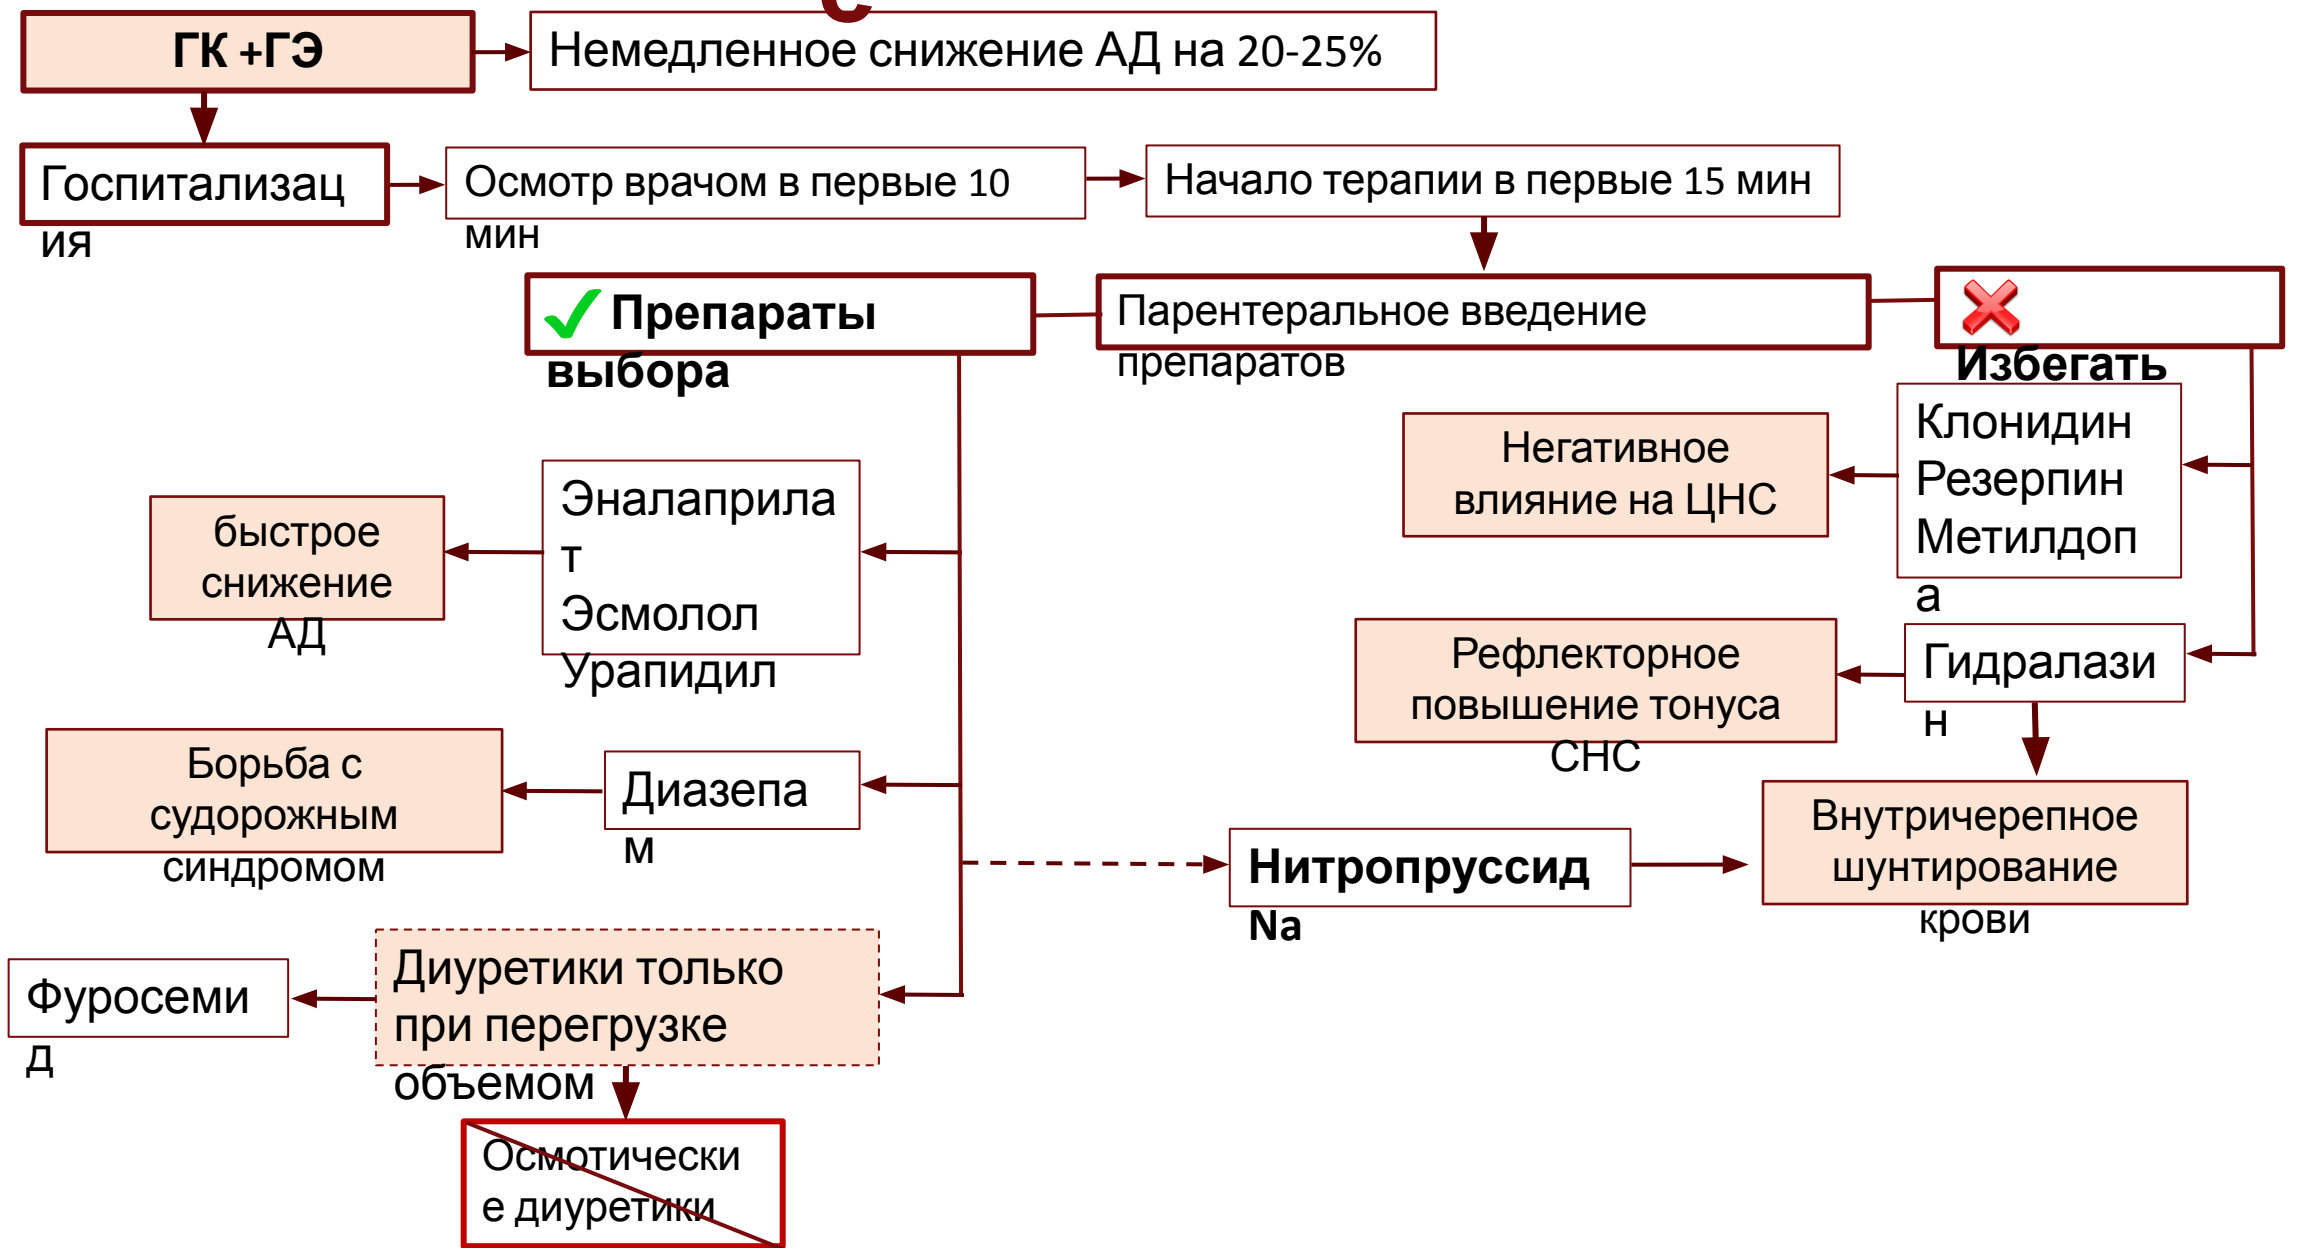 с
ГК +ГЭ
Немедленное снижение АД на 20-25%
Госпитализац
ия
Осмотр врачом в первые 10
мин
Начало терапии в первые 15 мин
Препараты
выбора
Парентеральное введение
препаратов
Избегать
Клонидин
Резерпин
Метилдоп
а
Негативное
влияние на ЦНС
Эналаприла
т
Эсмолол
Урапидил
быстрое
снижение
АД
Гидралази
н
Рефлекторное
повышение тонуса
СНС
Диазепа
м
Борьба с
судорожным
синдромом
Внутричерепное
шунтирование
крови
Нитропруссид
Na
Диуретики только
при перегрузке
объемом
Фуросеми
д
Осмотически
е диуретики